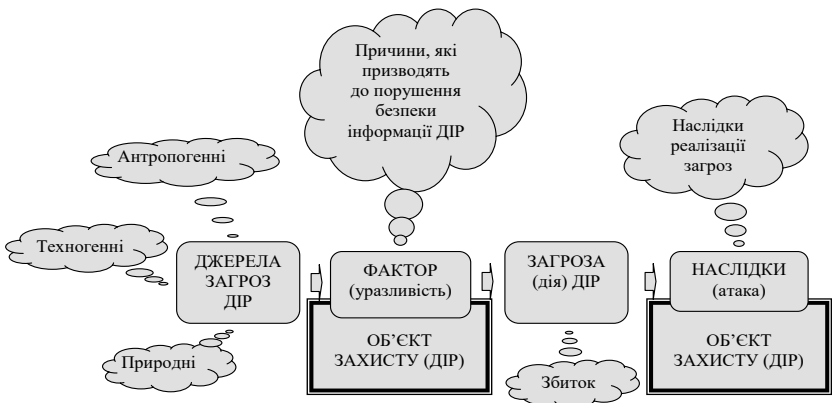 Причини, які
призводять
до порушення
безпеки
інформації ДІР
Наслідки
реалізації
загроз
Антропогенні
Техногенні
Природні
ДЖЕРЕЛА
ЗАГРОЗ
ДІР
ФАКТОР
(уразливість)
ОБ’ЄКТ
ЗАХИСТУ (ДІР)
ЗАГРОЗА
(дія) ДІР
Збиток
НАСЛІДКИ
(атака)
ОБ’ЄКТ
ЗАХИСТУ (ДІР)